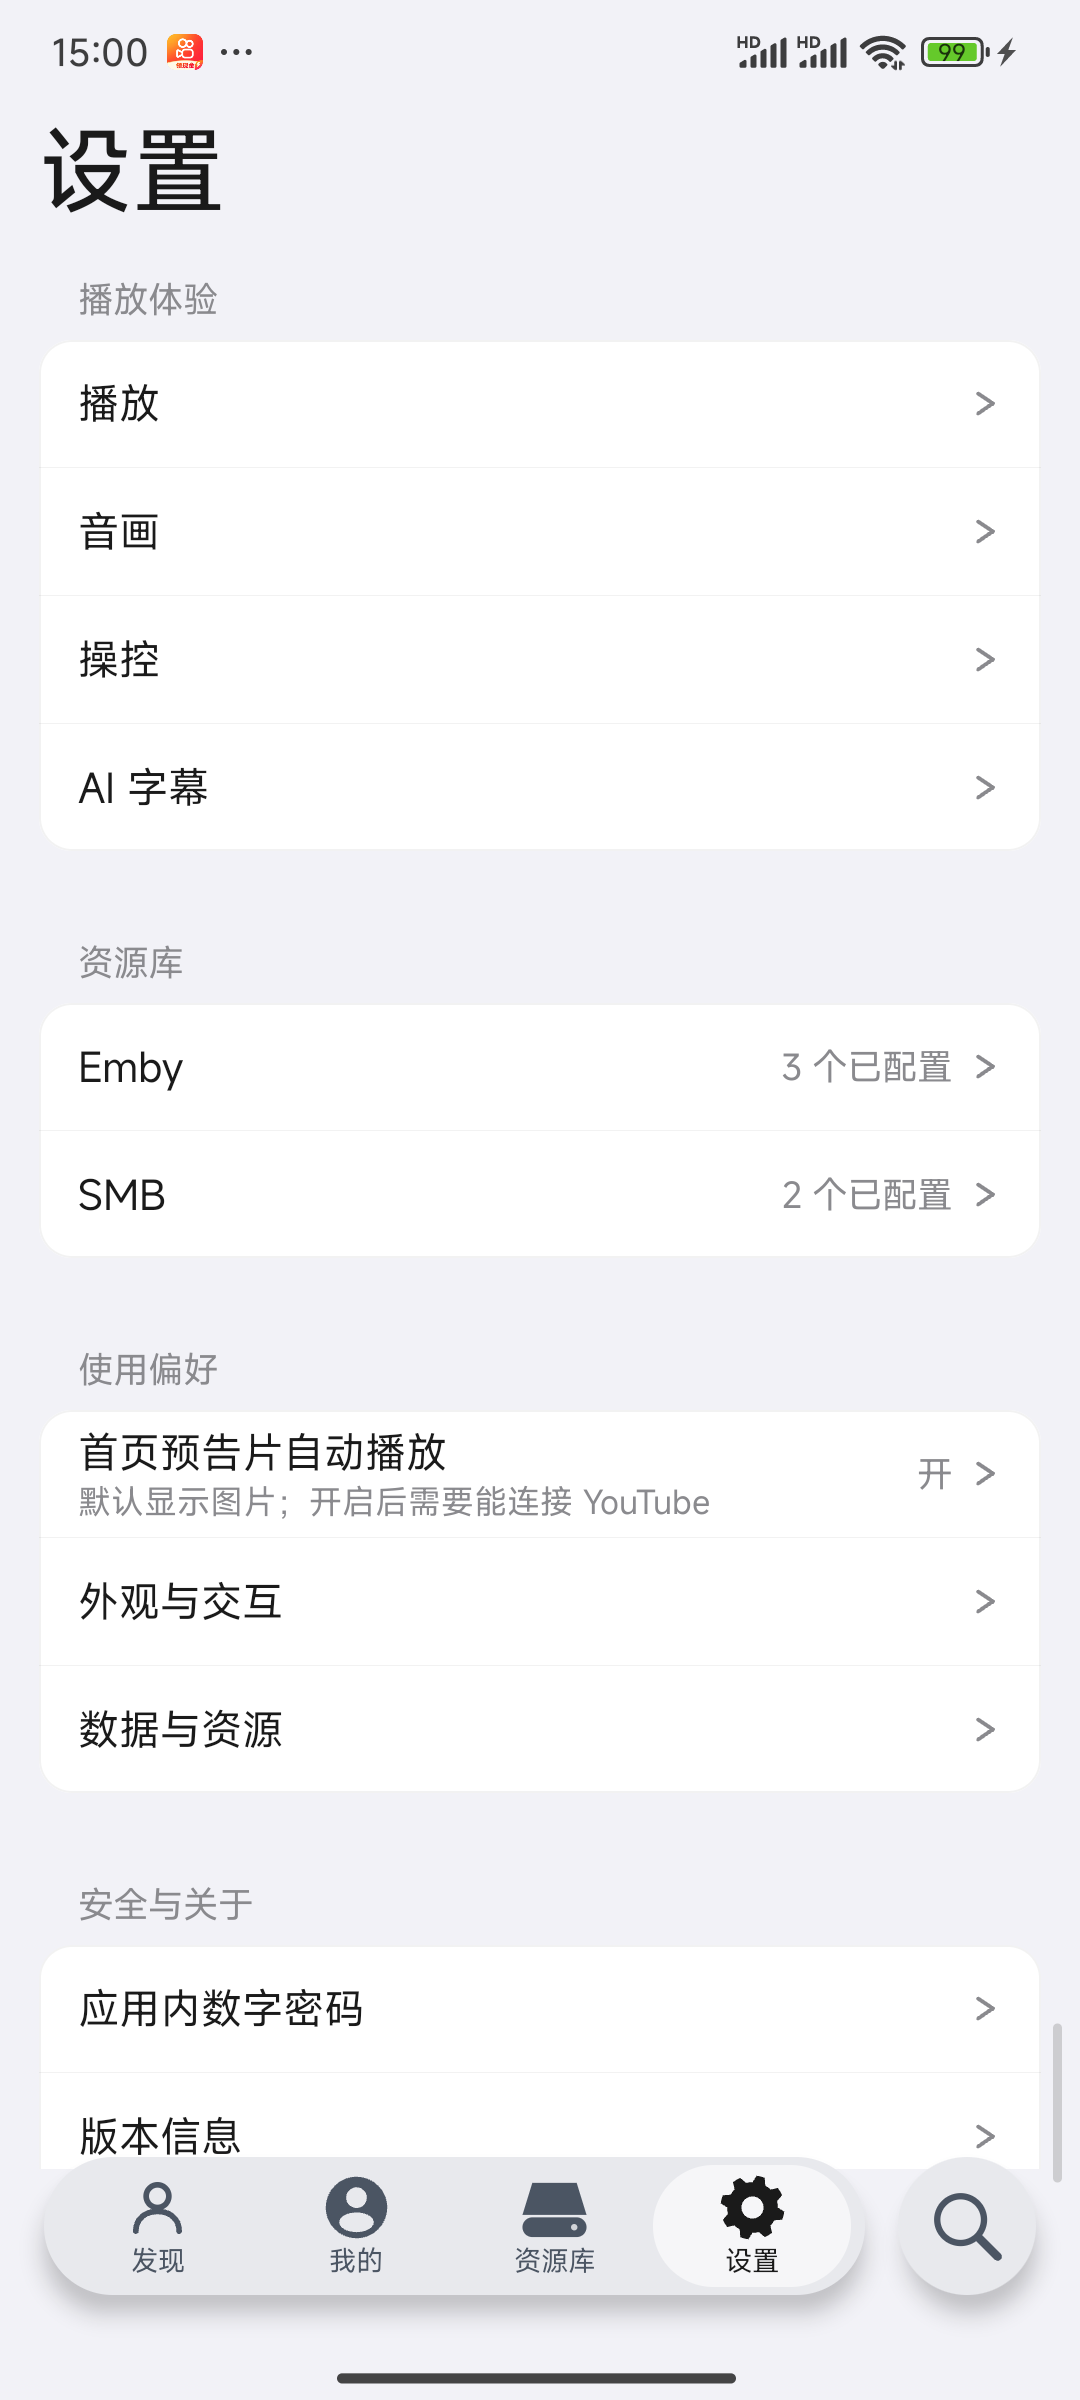 15:00
HD HD 99
设置
播放体验
播放
音画
操控
AI 字幕
资源库
Emby 3 个已配置
SMB 2 个已配置
使用偏好
首页预告片自动播放 开
默认显示图片；开启后需要能连接 YouTube
外观与交互
数据与资源
安全与关于
应用内数字密码
版本信息
发现 我的 资源库 设置